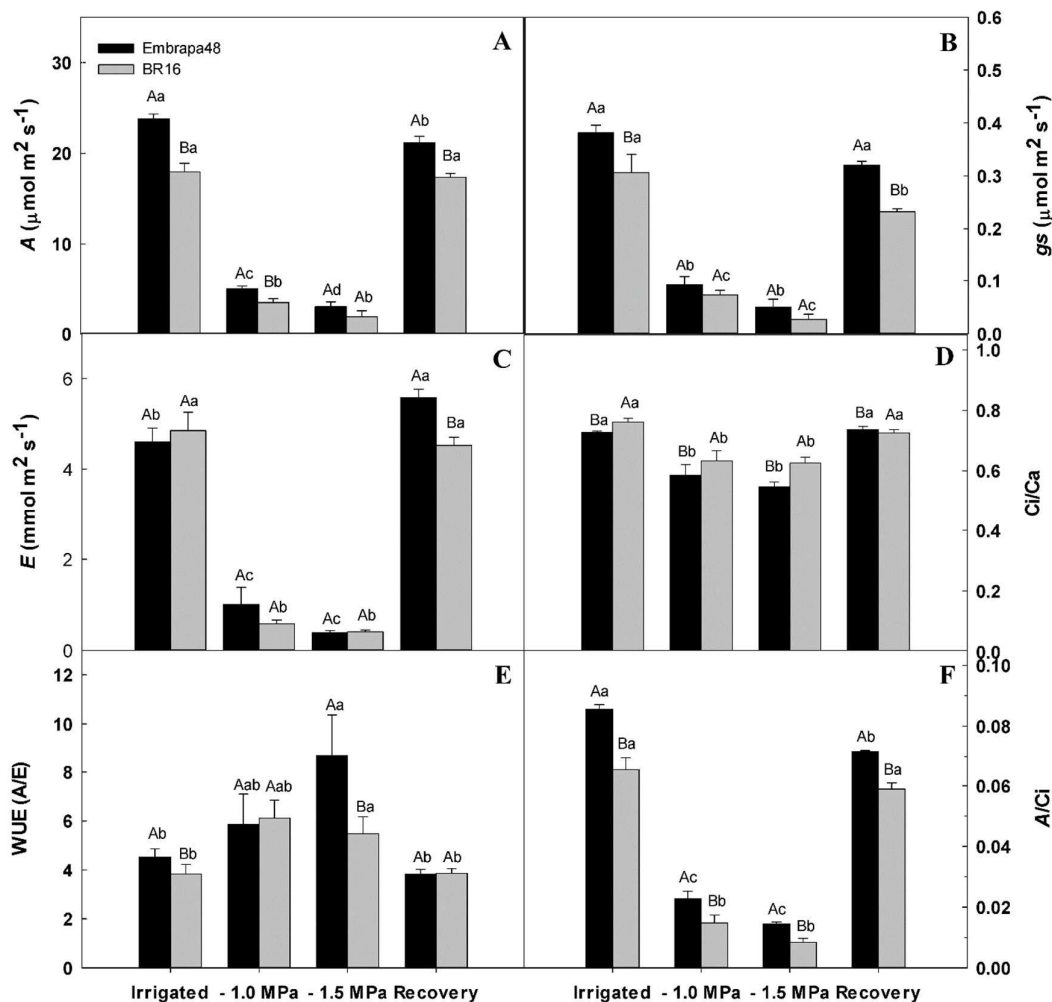 A
Embrapa48
BR16
A (µmol m² s⁻¹)
30
20
10
0
Aa
Ba
Ac
Bb
Ad
Ab
Ab
Ba
B
gs (µmol m² s⁻¹)
0.6
0.5
0.4
0.3
0.2
0.1
0.0
Aa
Ba
Ab
Ac
Ab
Ac
Aa
Bb
C
E (mmol m² s⁻¹)
6
4
2
0
Ab
Aa
Ac
Ab
Ac
Ab
Aa
Ba
D
Ci/Ca
1.0
0.8
0.6
0.4
0.2
0.0
Ba
Aa
Bb
Ab
Bb
Ab
Ba
Aa
E
WUE (A/E)
12
10
8
6
4
2
0
Ab
Bb
Aab
Aab
Aa
Ba
Ab
Ab
F
A/Ci
0.10
0.08
0.06
0.04
0.02
0.00
Aa
Ba
Ac
Bb
Ac
Bb
Ab
Ba
Irrigated - 1.0 MPa - 1.5 MPa Recovery
Irrigated - 1.0 MPa - 1.5 MPa Recovery